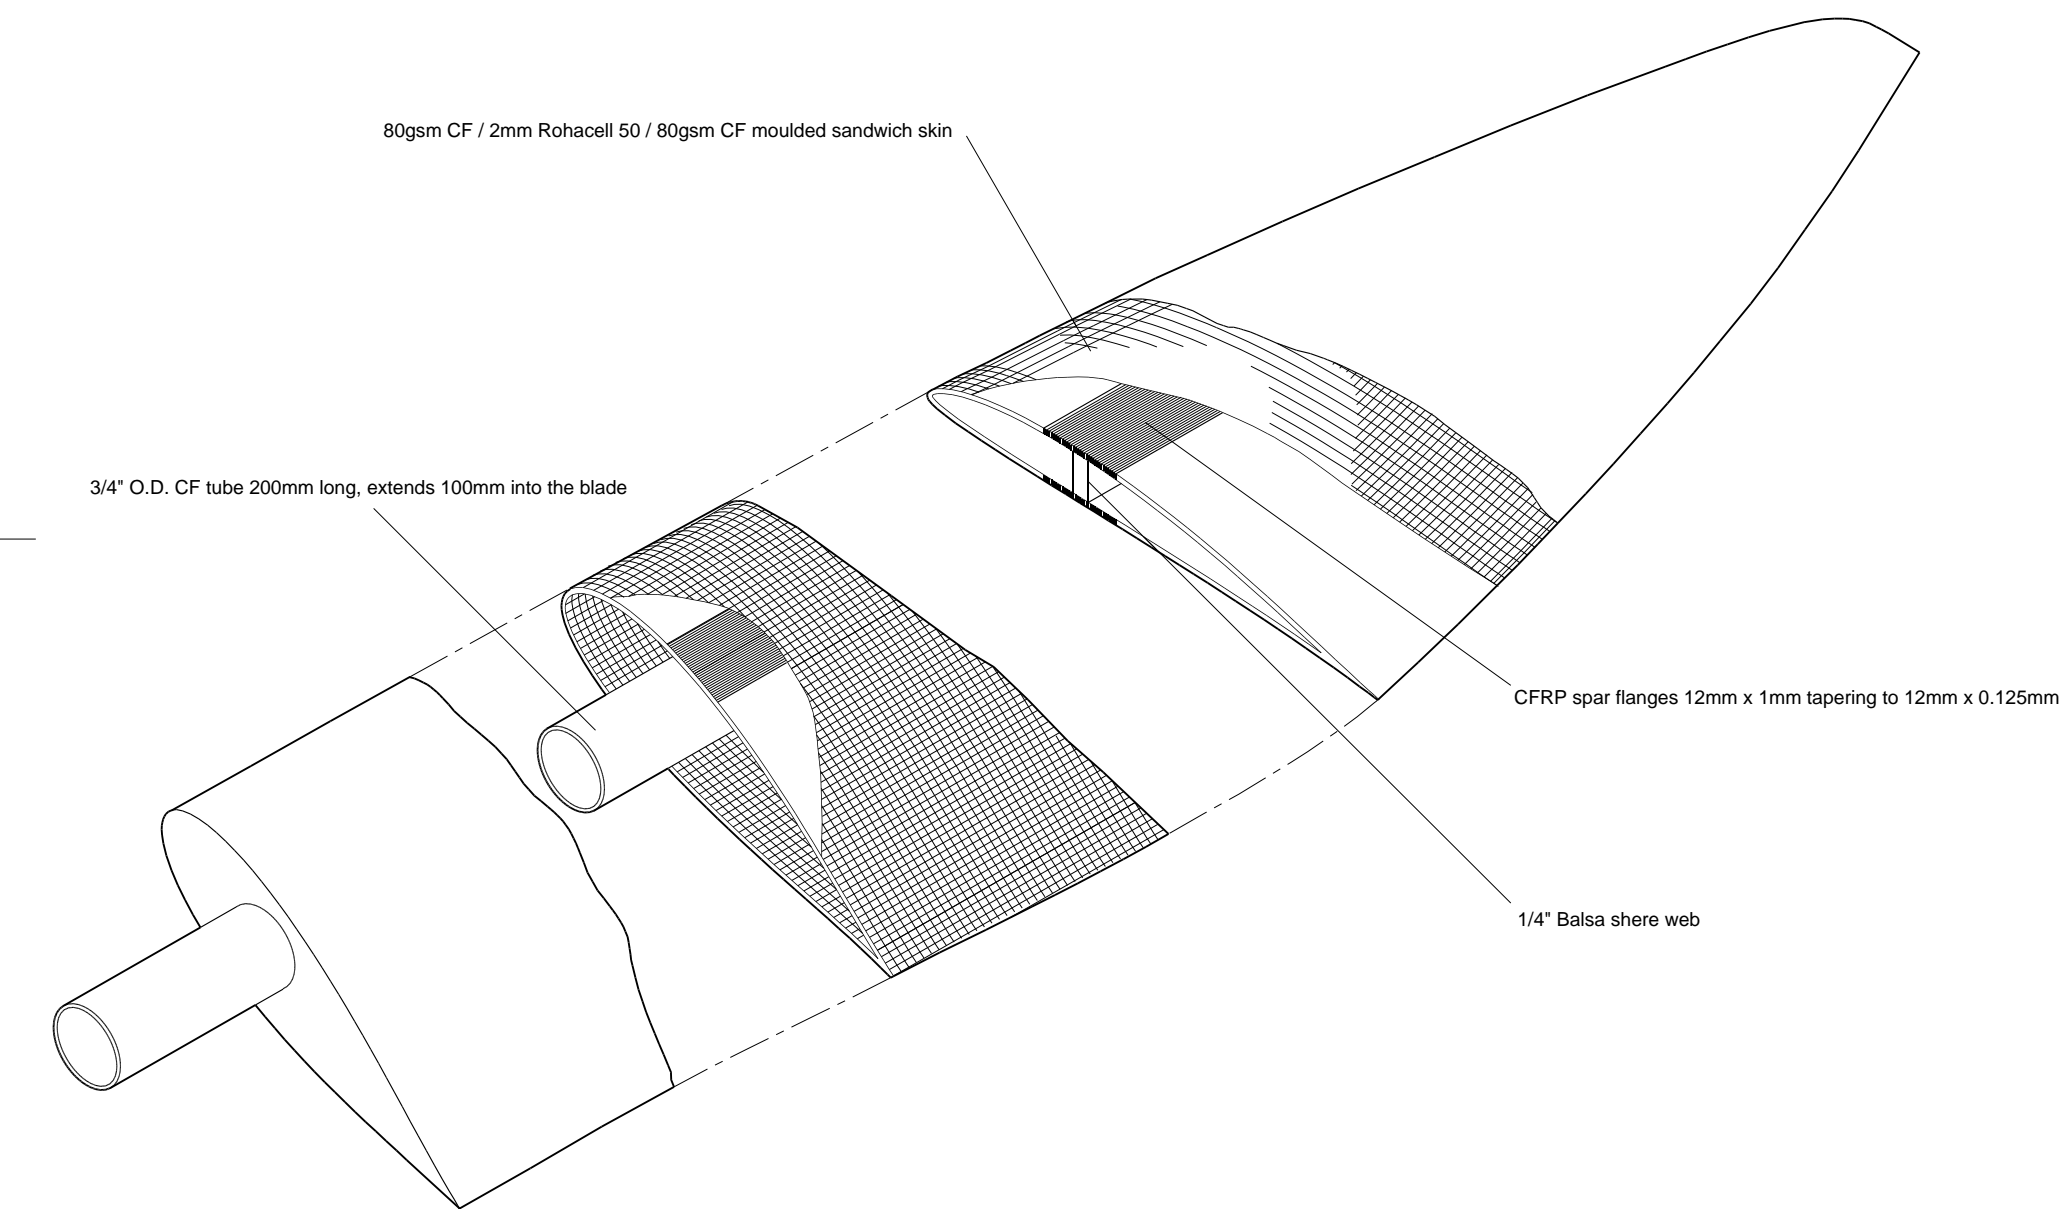 80gsm CF / 2mm Rohacell 50 / 80gsm CF moulded sandwich skin
3/4" O.D. CF tube 200mm long, extends 100mm into the blade
CFRP spar flanges 12mm x 1mm tapering to 12mm x 0.125mm
1/4" Balsa shere web